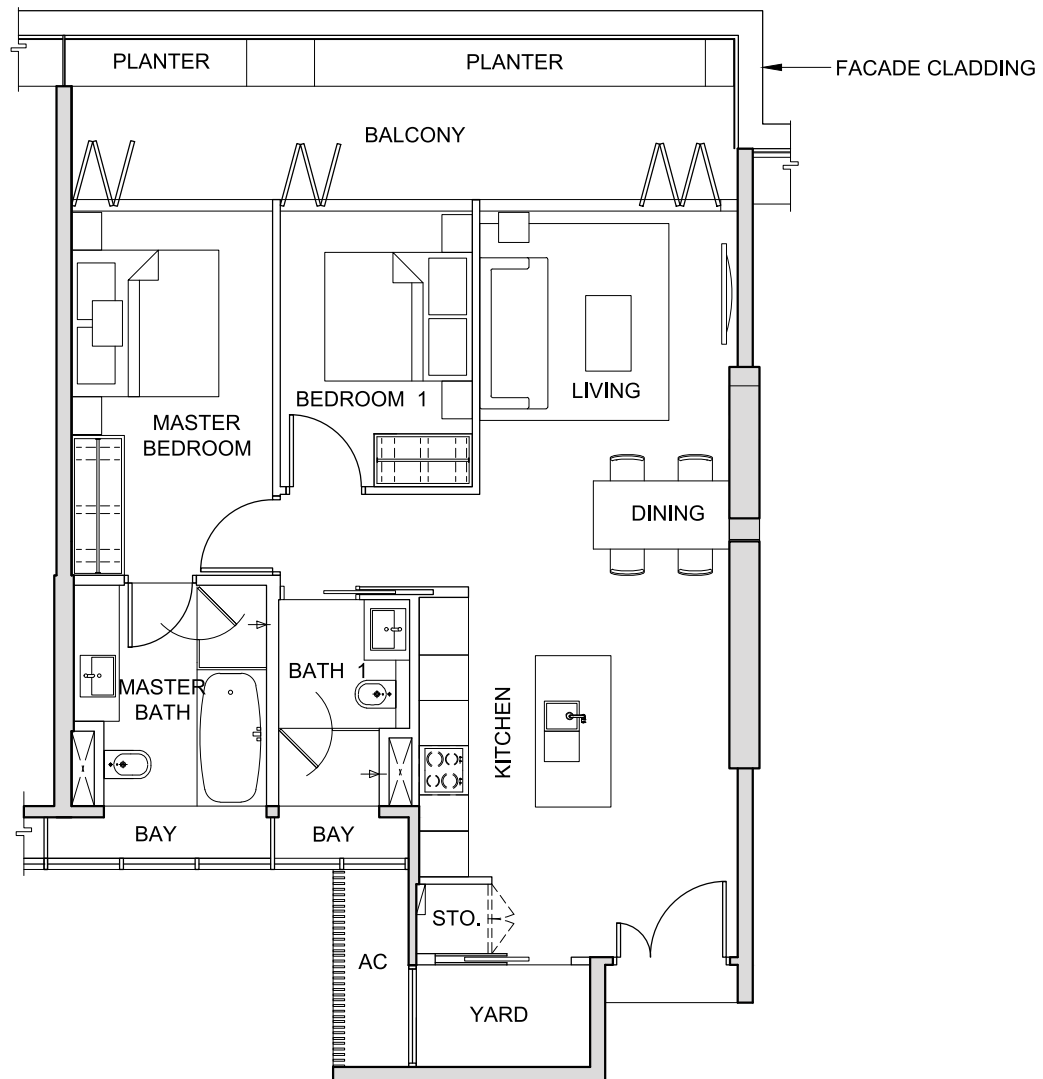 PLANTER
PLANTER
FACADE CLADDING
BALCONY
LIVING
BEDROOM 1
MASTER
BEDROOM
DINING
BATH 1
MASTER
BATH
KITCHEN
BAY
BAY
STO.
AC
YARD